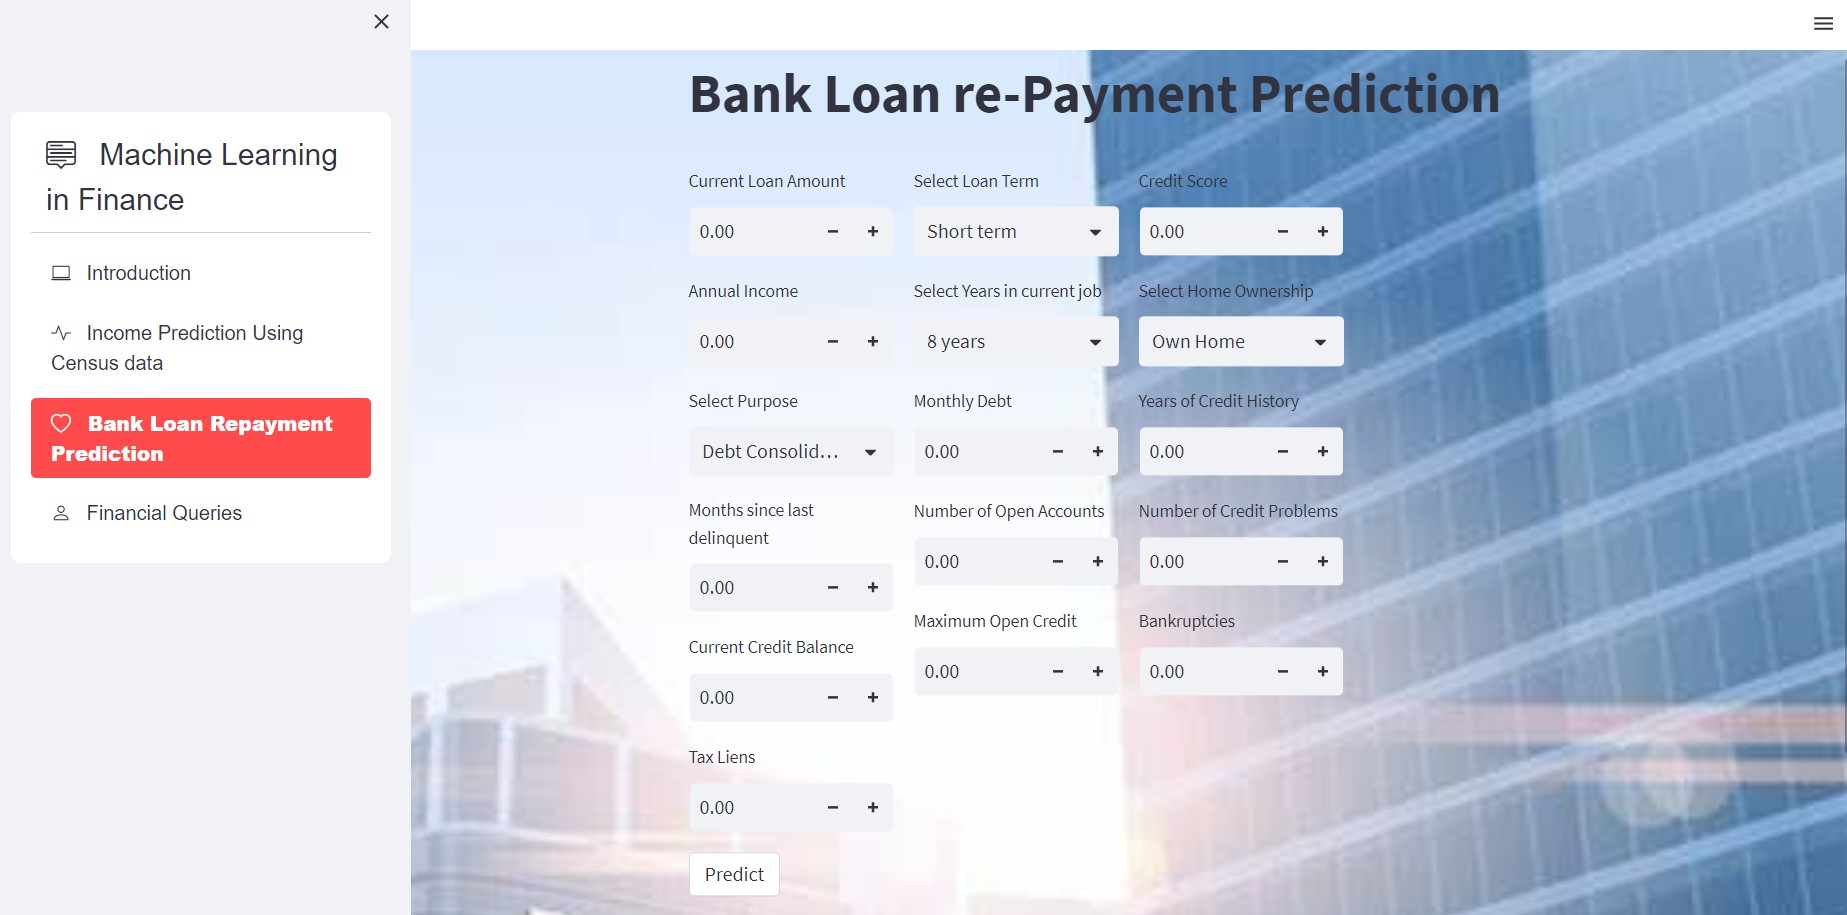 Machine Learning
in Finance
Introduction
Income Prediction Using
Census data
Bank Loan Repayment
Prediction
Financial Queries
Bank Loan re-Payment Prediction
Current Loan Amount
0.00
Select Loan Term
Short term
Credit Score
0.00
Annual Income
0.00
Select Years in current job
8 years
Select Home Ownership
Own Home
Select Purpose
Debt Consolid...
Monthly Debt
0.00
Years of Credit History
0.00
Months since last
delinquent
0.00
Number of Open Accounts
0.00
Number of Credit Problems
0.00
Current Credit Balance
0.00
Maximum Open Credit
0.00
Bankruptcies
0.00
Tax Liens
0.00
Predict